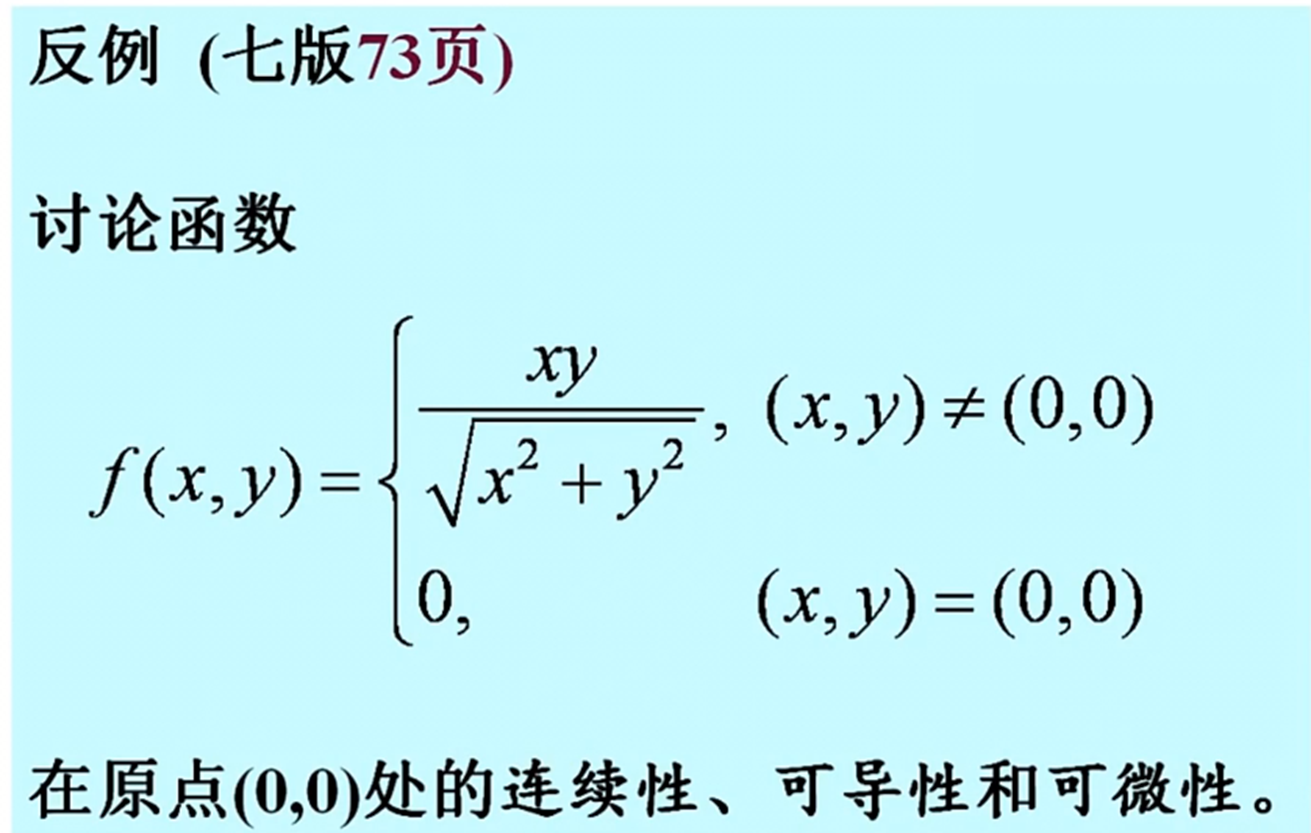 反例 (七版73页)
讨论函数
f(x,y)={ xy/√(x²+y²), (x,y)≠(0,0)
0, (x,y)=(0,0)
在原点(0,0)处的连续性、可导性和可微性。